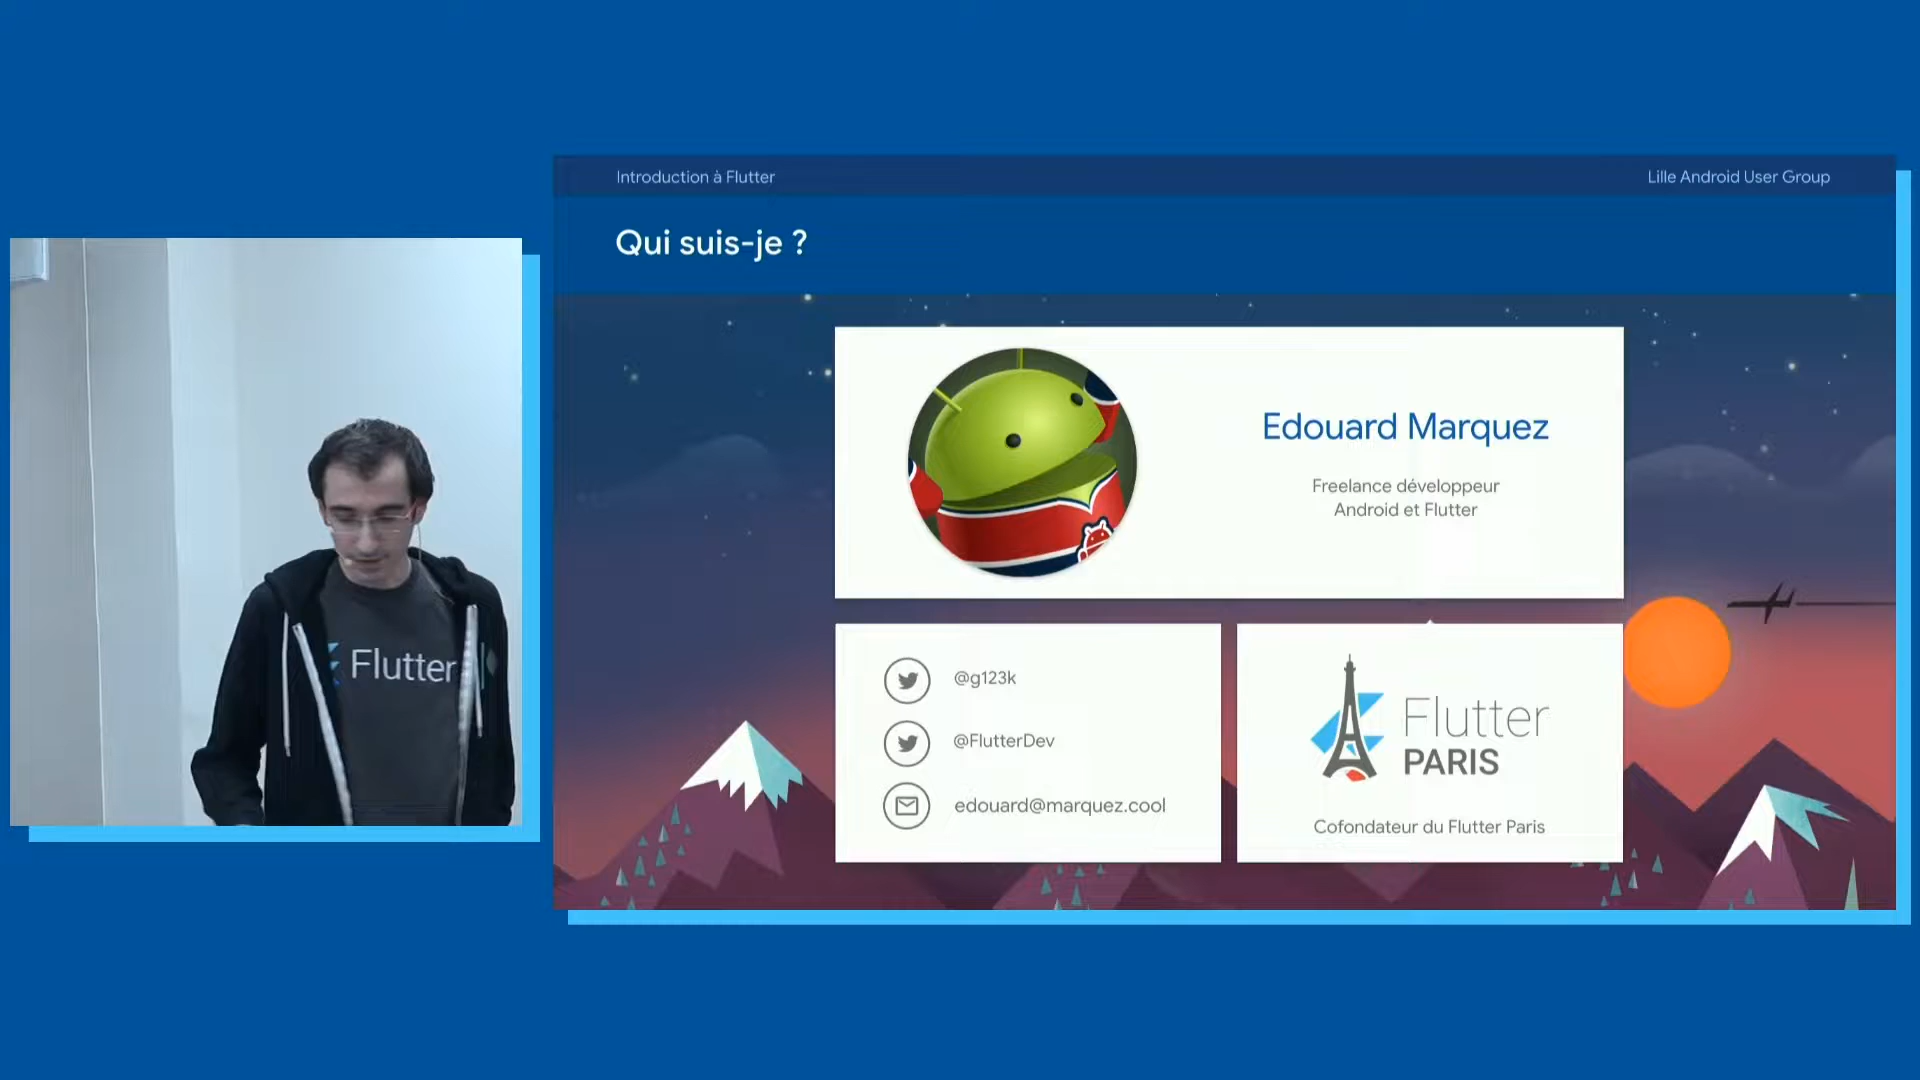 Introduction à Flutter
Lille Android User Group
Qui suis-je ?
Edouard Marquez
Freelance développeur
Android et Flutter
@g123k
@FlutterDev
edouard@marquez.cool
Flutter
PARIS
Cofondateur du Flutter Paris
Flutter